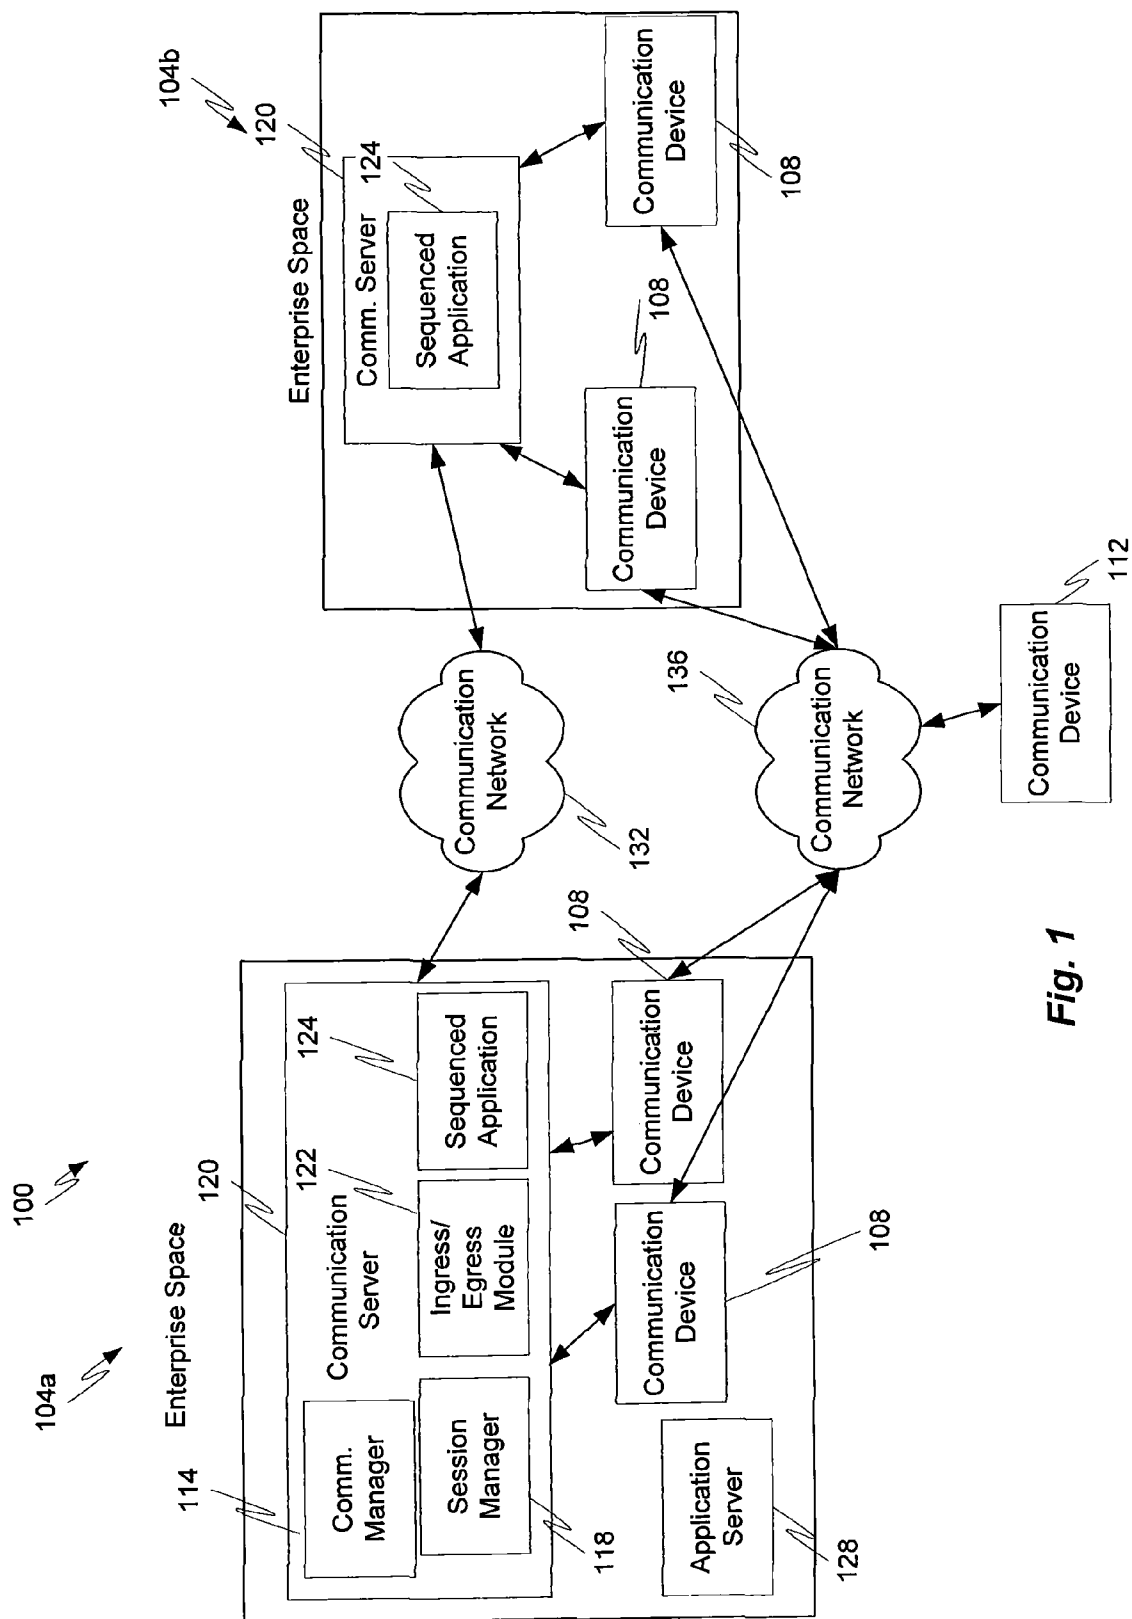 100
104a
Enterprise Space
120
114
Comm.
Manager
Communication
Server
122
124
Session
Manager
Ingress/
Egress
Module
Sequenced
Application
118
108
Application
Server
128
Communication
Device
108
Communication
Device
Communication
Network
132
136
Communication
Network
Communication
Device
112
104b
Enterprise Space
120
Comm. Server
124
Sequenced
Application
108
Communication
Device
Communication
Device
108
Fig. 1